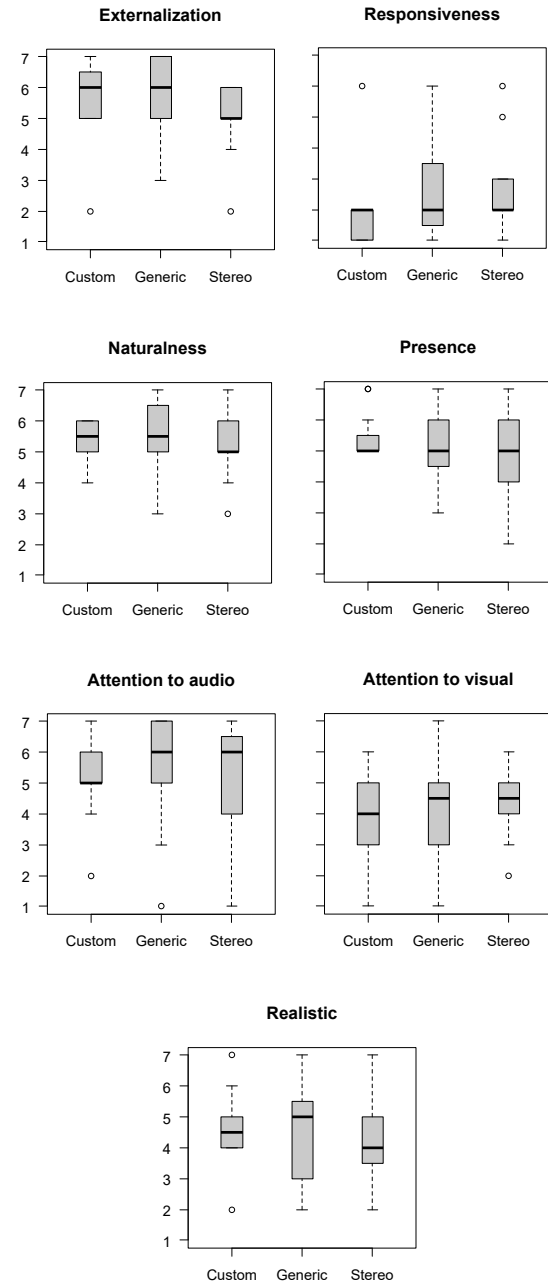 Externalization
Responsiveness
7
6
5
4
3
2
1
Custom Generic Stereo
Custom Generic Stereo
Naturalness
Presence
7
6
5
4
3
2
1
Custom Generic Stereo
Custom Generic Stereo
Attention to audio
Attention to visual
7
6
5
4
3
2
1
Custom Generic Stereo
Custom Generic Stereo
Realistic
7
6
5
4
3
2
1
Custom Generic Stereo